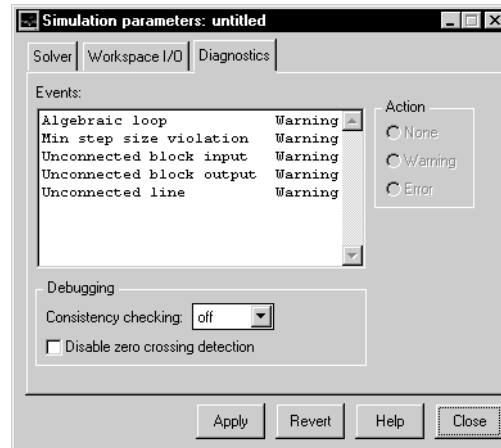 Simulation parameters: untitled
Solver Workspace I/O Diagnostics
Events:
Algebraic loop Warning
Min step size violation Warning
Unconnected block input Warning
Unconnected block output Warning
Unconnected line Warning
Action
None
Warning
Error
Debugging
Consistency checking: off
Disable zero crossing detection
Apply Revert Help Close